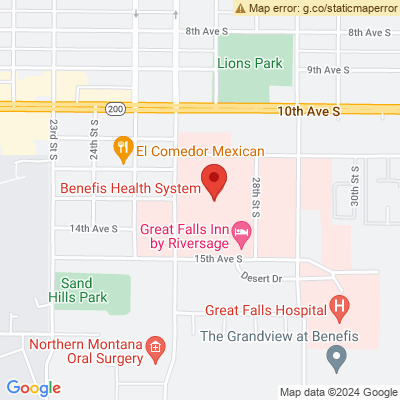 Map error: g.co/staticmaperror
8th Ave S
8th Ave S
Lions Park
9th Ave S
200
10th Ave S
23rd St S
24th St S
El Comedor Mexican
Benefis Health System
28th St S
30th St S
14th Ave S
Great Falls Inn
by Riversage
15th Ave S
Desert Dr
Sand
Hills Park
Great Falls Hospital
H
Northern Montana
Oral Surgery
The Grandview at Benefis
Google
Map data ©2024 Google